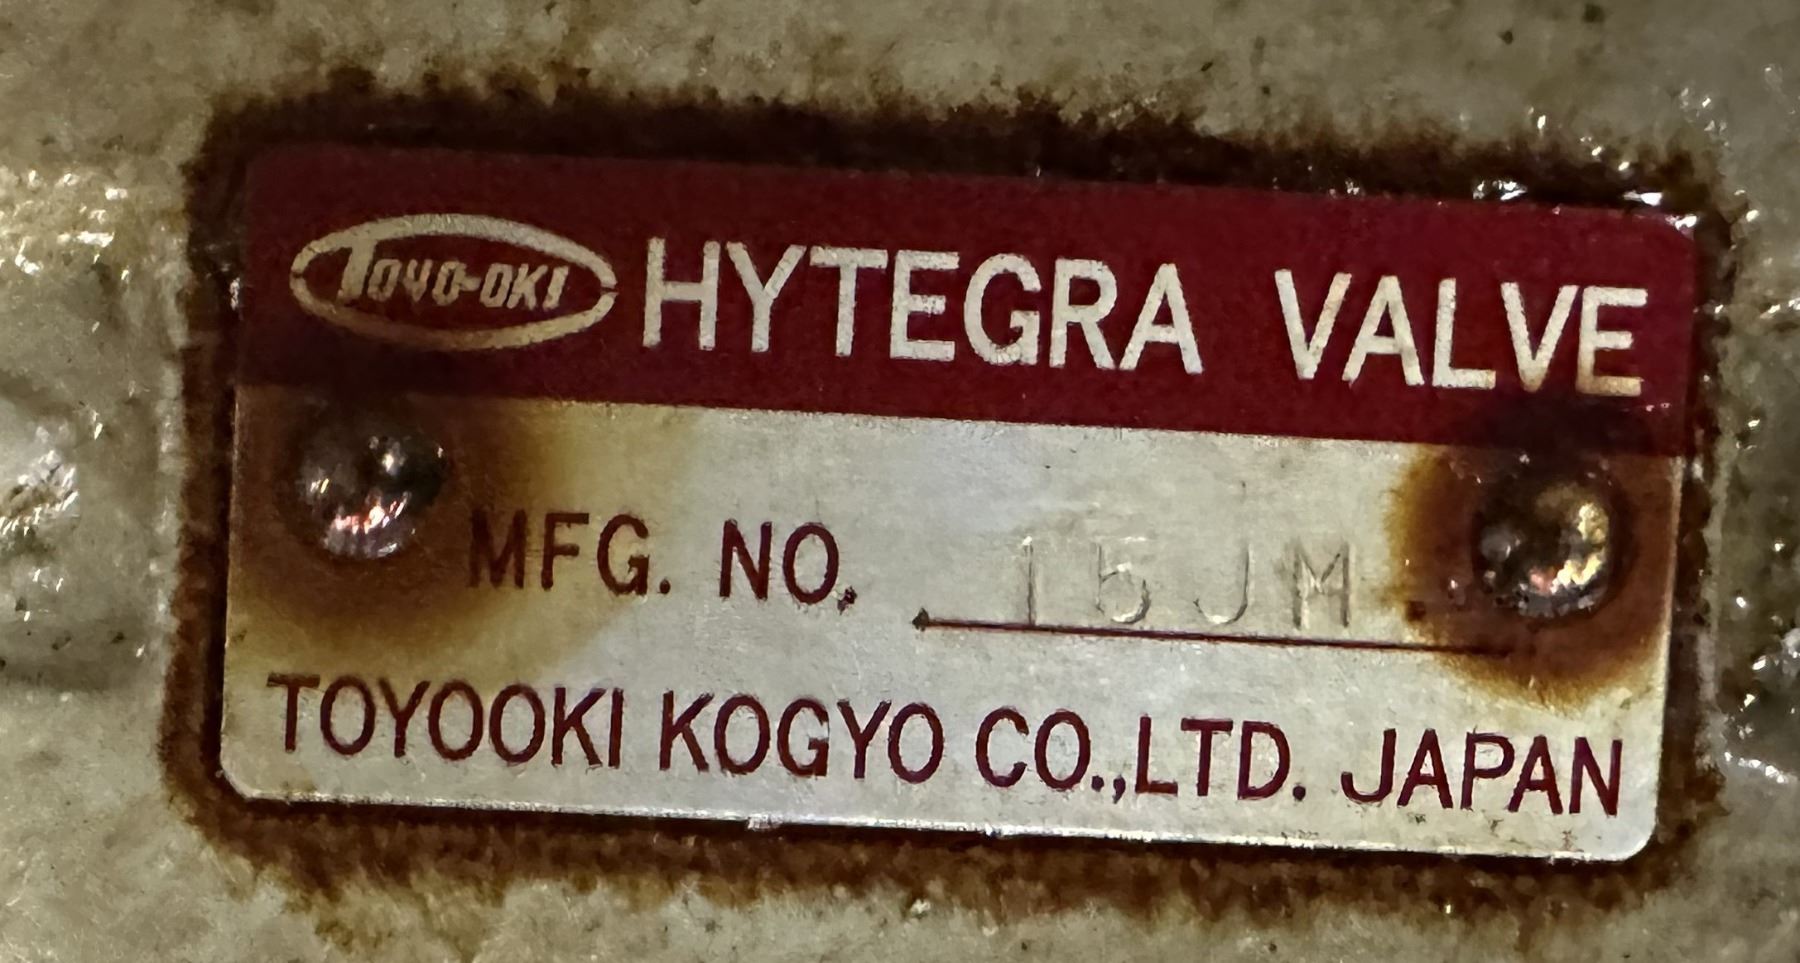 TOYO-OKI HYTEGRA VALVE
MFG. NO. 15JM
TOYOOKI KOGYO CO.,LTD. JAPAN